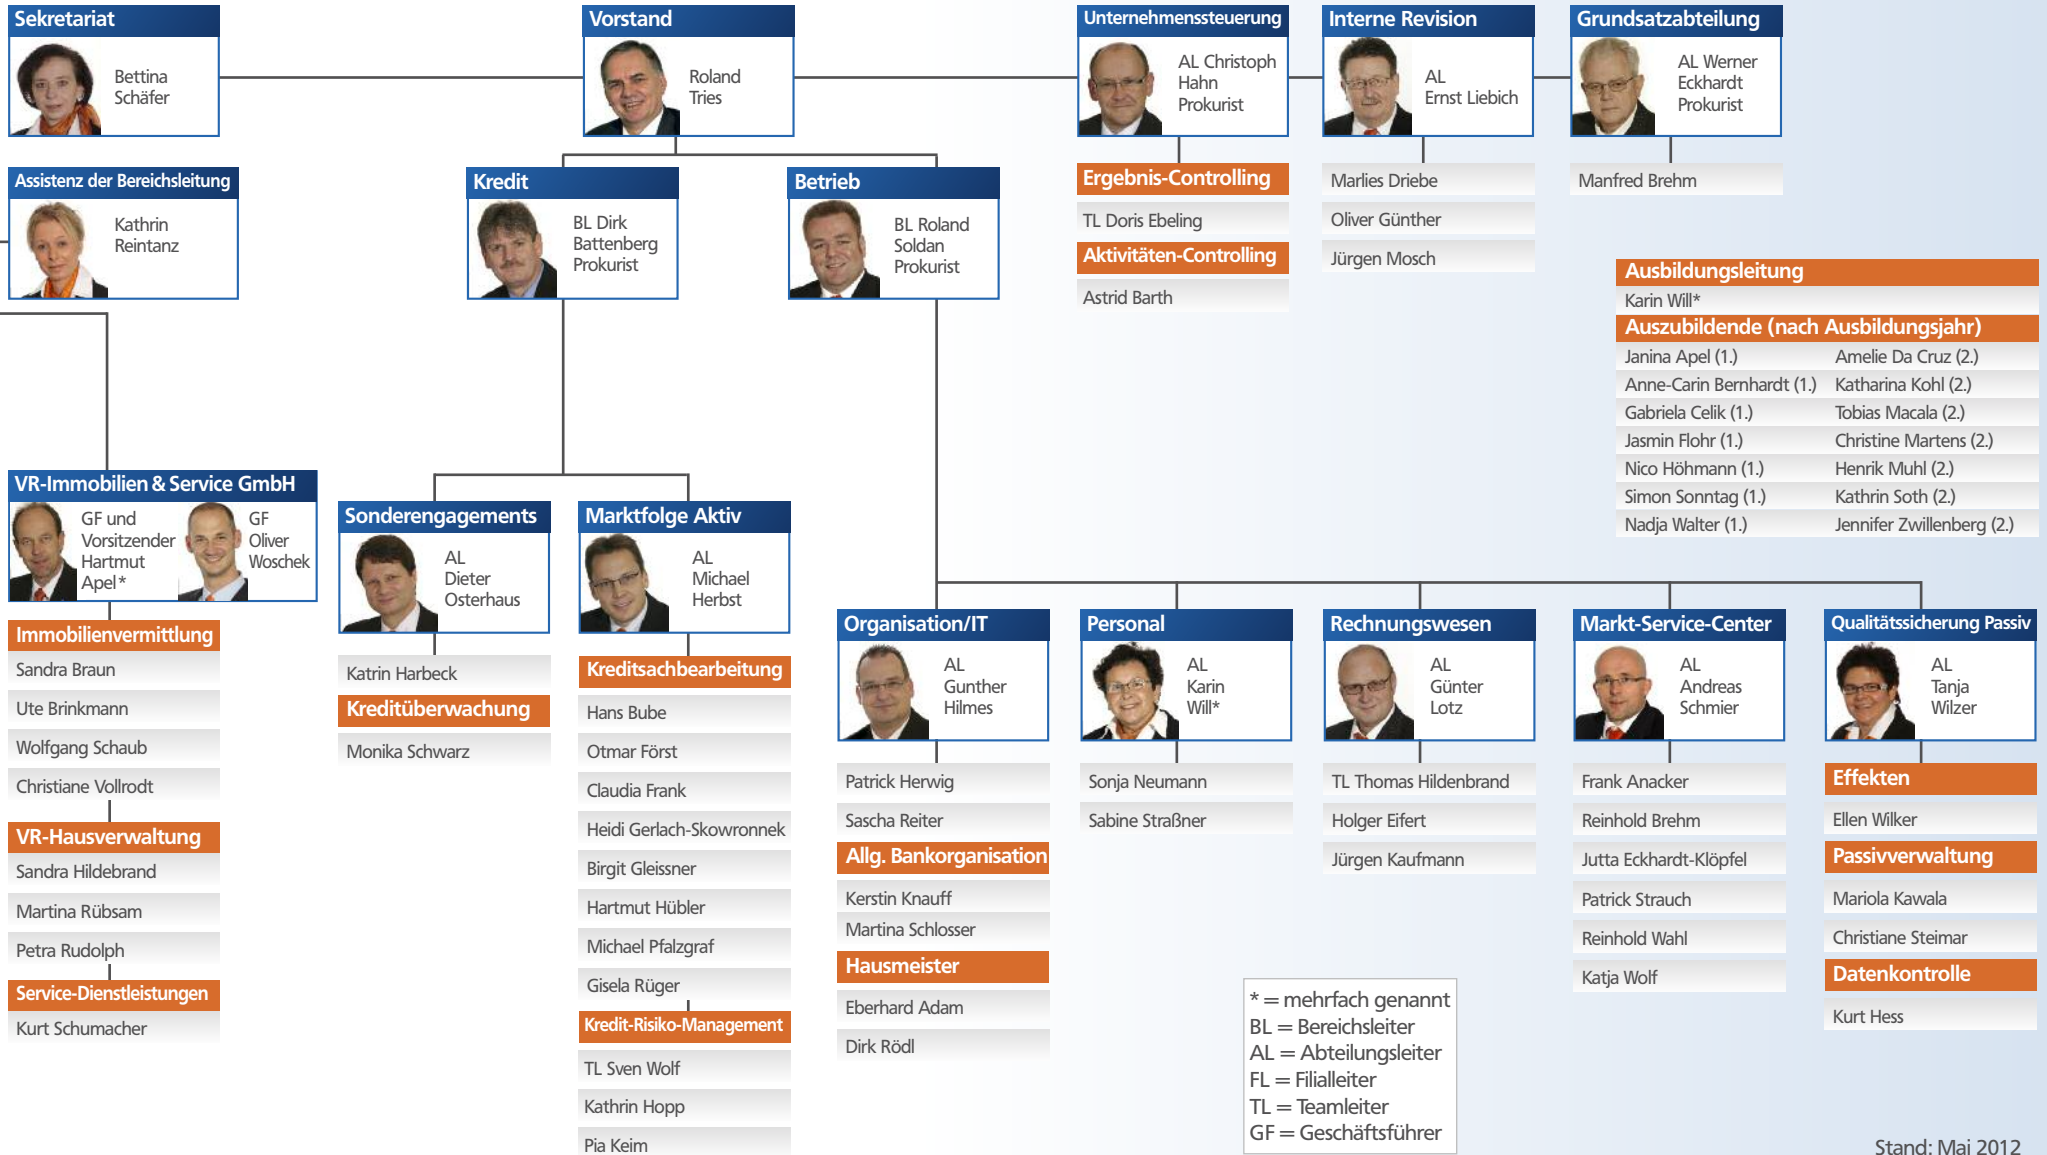 Sekretariat
Bettina
Schäfer
Vorstand
Roland
Tries
Unternehmenssteuerung
AL Christoph
Hahn
Prokurist
Ergebnis-Controlling
TL Doris Ebeling
Aktivitäten-Controlling
Astrid Barth
Interne Revision
AL
Ernst Liebich
Marlies Driebe
Oliver Günther
Jürgen Mosch
Grundsatzabteilung
AL Werner
Eckhardt
Prokurist
Manfred Brehm
Assistenz der Bereichsleitung
Kathrin
Reintanz
Kredit
BL Dirk
Battenberg
Prokurist
Betrieb
BL Roland
Soldan
Prokurist
Ausbildungsleitung
Karin Will*
Auszubildende (nach Ausbildungsjahr)
Janina Apel (1.) Amelie Da Cruz (2.)
Anne-Carin Bernhardt (1.) Katharina Kohl (2.)
Gabriela Celik (1.) Tobias Macala (2.)
Jasmin Flohr (1.) Christine Martens (2.)
Nico Höhmann (1.) Henrik Muhl (2.)
Simon Sonntag (1.) Kathrin Soth (2.)
Nadja Walter (1.) Jennifer Zwillenberg (2.)
VR-Immobilien & Service GmbH
GF und
Vorsitzender
Hartmut
Apel*
GF
Oliver
Woschek
Immobilienvermittlung
Sandra Braun
Ute Brinkmann
Wolfgang Schaub
Christiane Vollrodt
VR-Hausverwaltung
Sandra Hildebrand
Martina Rübsam
Petra Rudolph
Service-Dienstleistungen
Kurt Schumacher
Sonderengagements
AL
Dieter
Osterhaus
Katrin Harbeck
Kreditüberwachung
Monika Schwarz
Marktfolge Aktiv
AL
Michael
Herbst
Kreditsachbearbeitung
Hans Bube
Otmar Först
Claudia Frank
Heidi Gerlach-Skowronnek
Birgit Gleissner
Hartmut Hübler
Michael Pfalzgraf
Gisela Rüger
Kredit-Risiko-Management
TL Sven Wolf
Kathrin Hopp
Pia Keim
Organisation/IT
AL
Gunther
Hilmes
Patrick Herwig
Sascha Reiter
Allg. Bankorganisation
Kerstin Knauff
Martina Schlosser
Hausmeister
Eberhard Adam
Dirk Rödl
Personal
AL
Karin
Will*
Sonja Neumann
Sabine Straßner
Rechnungswesen
AL
Günter
Lotz
TL Thomas Hildenbrand
Holger Eifert
Jürgen Kaufmann
Markt-Service-Center
AL
Andreas
Schmier
Frank Anacker
Reinhold Brehm
Jutta Eckhardt-Klöpfel
Patrick Strauch
Reinhold Wahl
Katja Wolf
Qualitätssicherung Passiv
AL
Tanja
Wilzer
Effekten
Ellen Wilker
Passivverwaltung
Mariola Kawala
Christiane Steimar
Datenkontrolle
Kurt Hess
* = mehrfach genannt
BL = Bereichsleiter
AL = Abteilungsleiter
FL = Filialleiter
TL = Teamleiter
GF = Geschäftsführer
Stand: Mai 2012